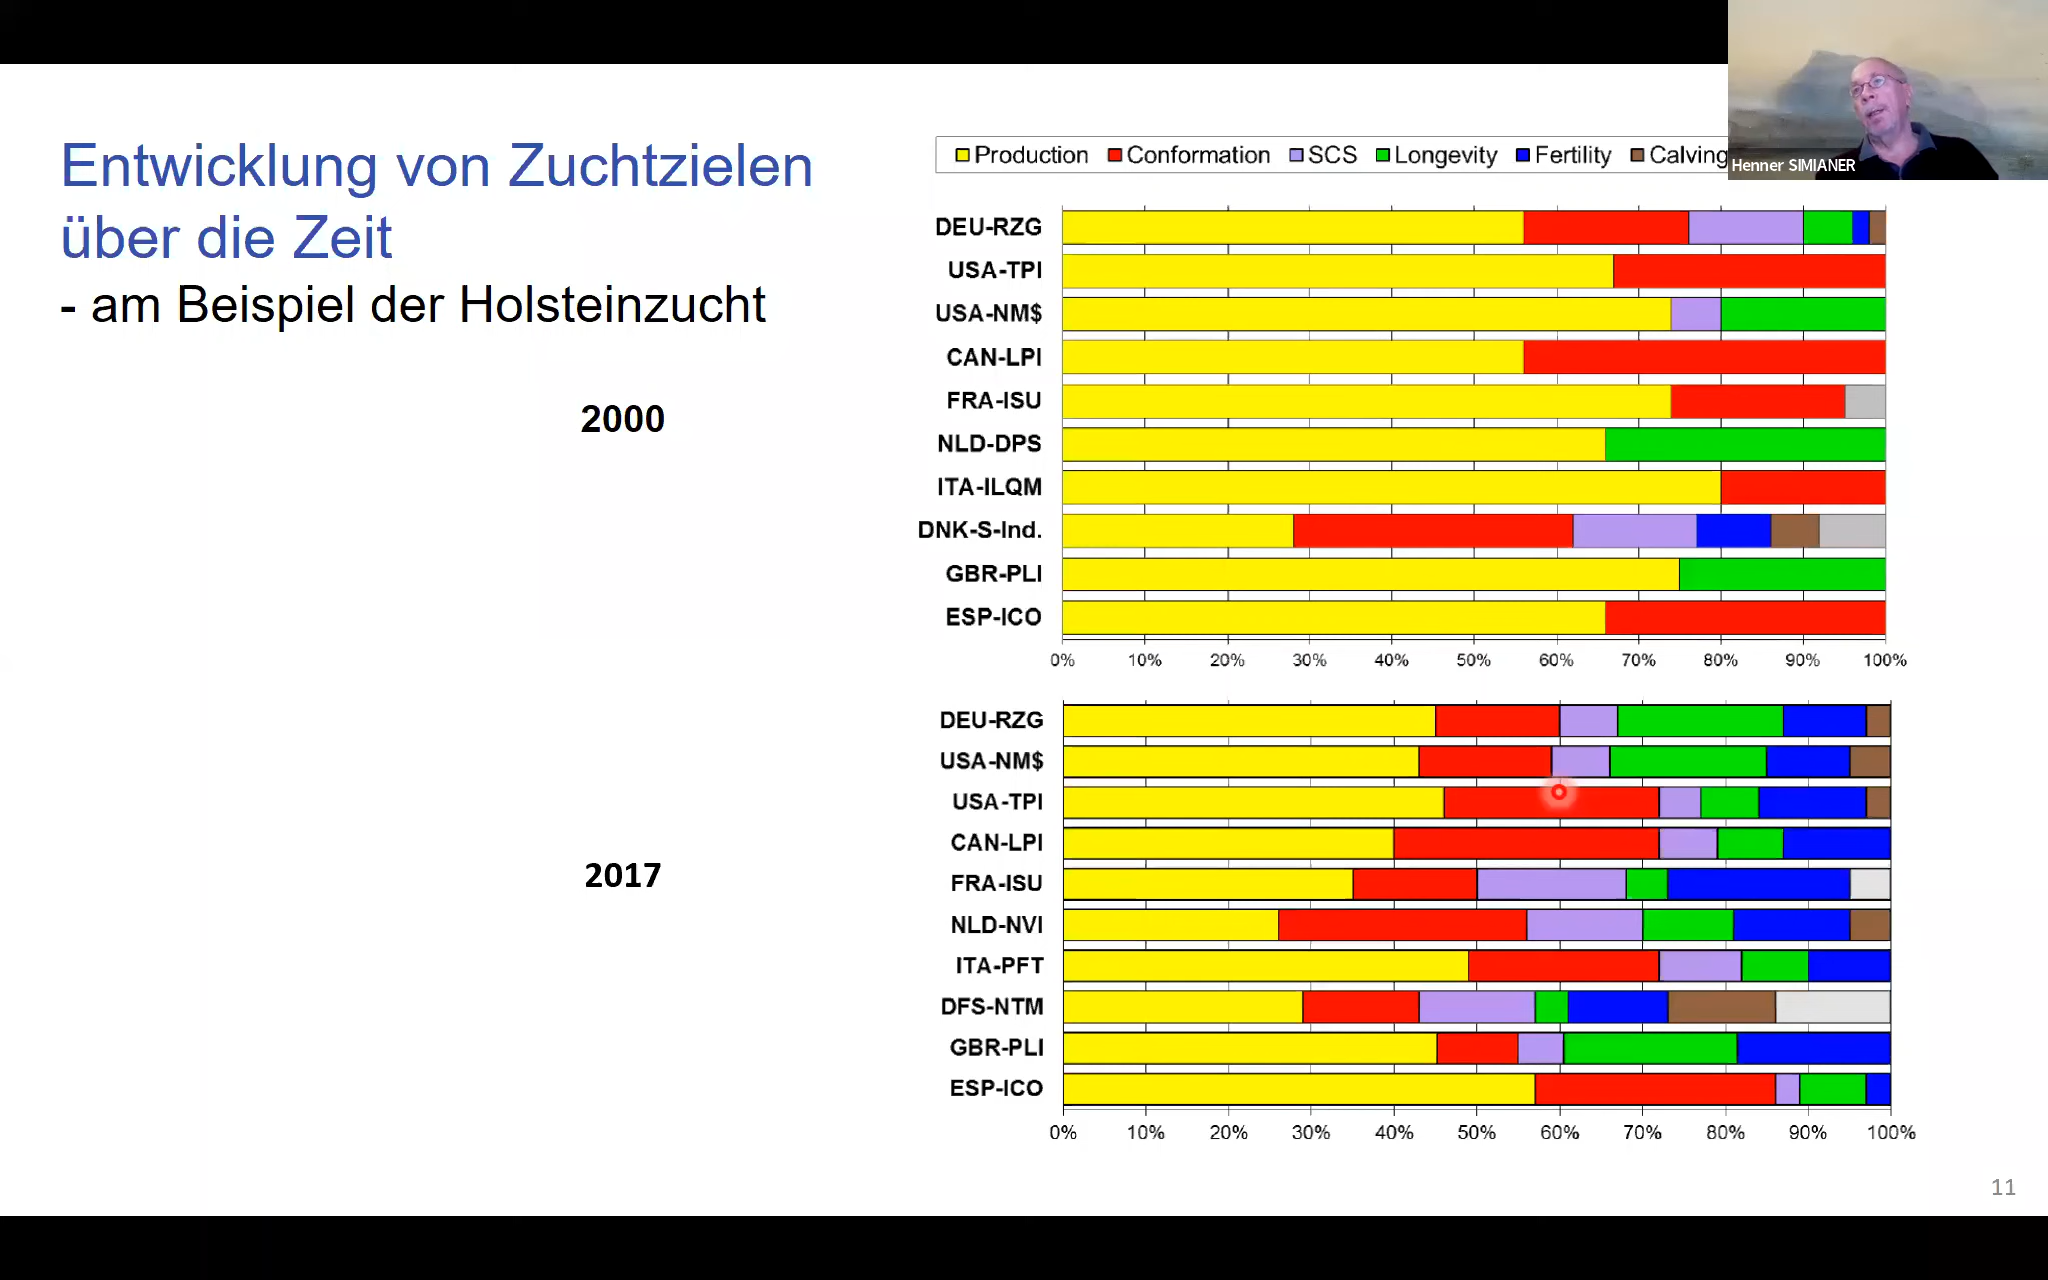 Entwicklung von Zuchtzielen
über die Zeit
- am Beispiel der Holsteinzucht
Production Conformation SCS Longevity Fertility Calving
Henner SIMIANER
2000
DEU-RZG
USA-TPI
USA-NM$
CAN-LPI
FRA-ISU
NLD-DPS
ITA-ILQM
DNK-S-Ind.
GBR-PLI
ESP-ICO
0% 10% 20% 30% 40% 50% 60% 70% 80% 90% 100%
2017
DEU-RZG
USA-NM$
USA-TPI
CAN-LPI
FRA-ISU
NLD-NVI
ITA-PFT
DFS-NTM
GBR-PLI
ESP-ICO
0% 10% 20% 30% 40% 50% 60% 70% 80% 90% 100%
11